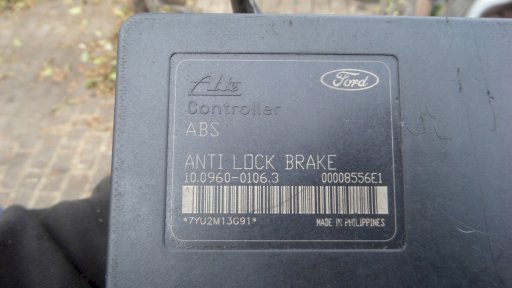 Ate Ford
Controller
ABS
ANTI LOCK BRAKE
10.0960-0106.3 00008556E1
*7YU2M13G91* MADE IN PHILIPPINES